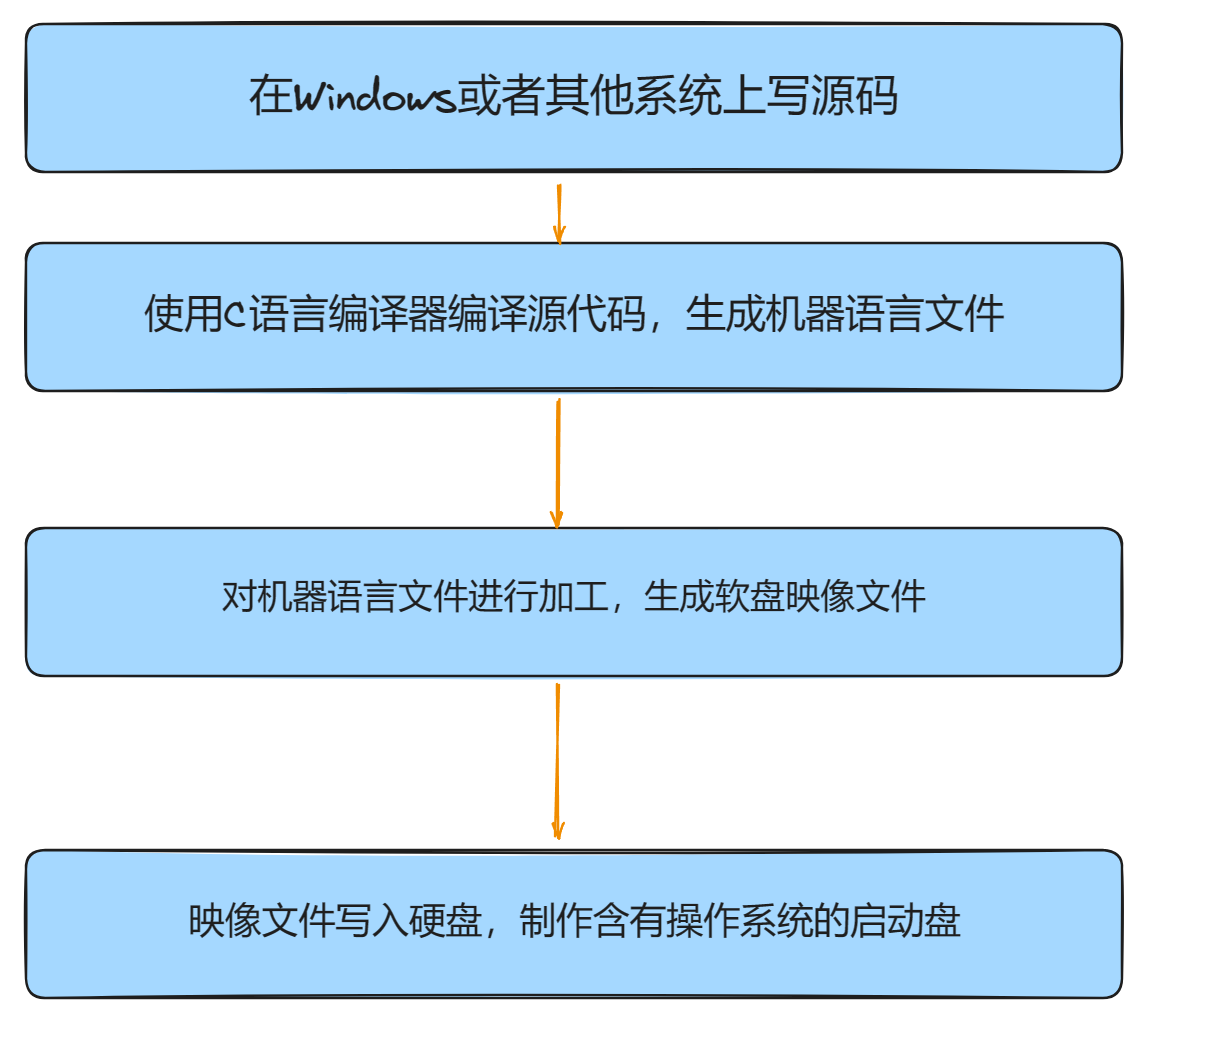 在Windows或者其他系统上写源码
使用C语言编译器编译源代码，生成机器语言文件
对机器语言文件进行加工，生成软盘映像文件
映像文件写入硬盘，制作含有操作系统的启动盘